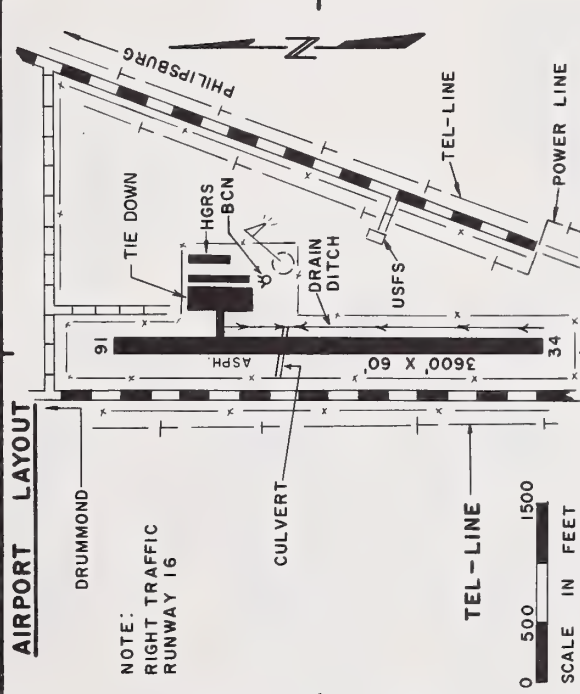 AIRPORT LAYOUT
DRUMMOND
NOTE:
RIGHT TRAFFIC
RUNWAY 16
CULVERT
TEL-LINE
0 500 1500
SCALE IN FEET
16
ASPH.
3600' X 60'
34
TIE DOWN
HGRS
BCN
DRAIN
DITCH
USFS
PHILIPSBURG
N
TEL-LINE
POWER LINE